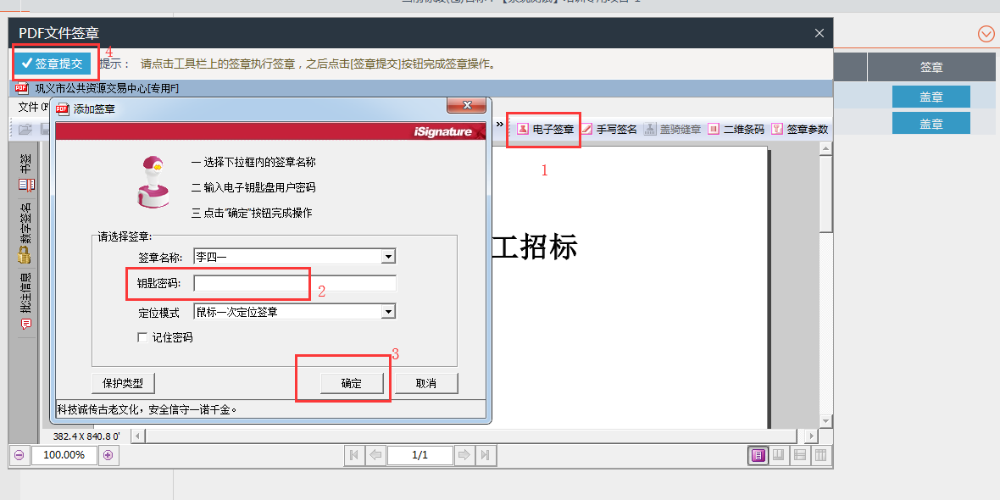 PDF文件签章
签章提交
4
提示： 请点击工具栏上的签章执行签章，之后点击[签章提交]按钮完成签章操作。
签章
盖章
盖章
PDF 巩义市公共资源交易中心[专用F]
文件(F
PDF 添加签章
iSignature
一 选择下拉框内的签章名称
二 输入电子钥匙盘用户密码
三 点击"确定"按钮完成操作
请选择签章:
签章名称: 李四一
钥匙密码:
2
定位模式 鼠标一次定位签章
记住密码
3
保护类型 确定 取消
科技诚传古老文化，安全信守一诺千金。
» 电子签章 手写签名 盖骑缝章 二维条码 签章参数
1
工招标
书签
数字签名
批注信息
382.4 X 840.8 0'
100.00% 1/1